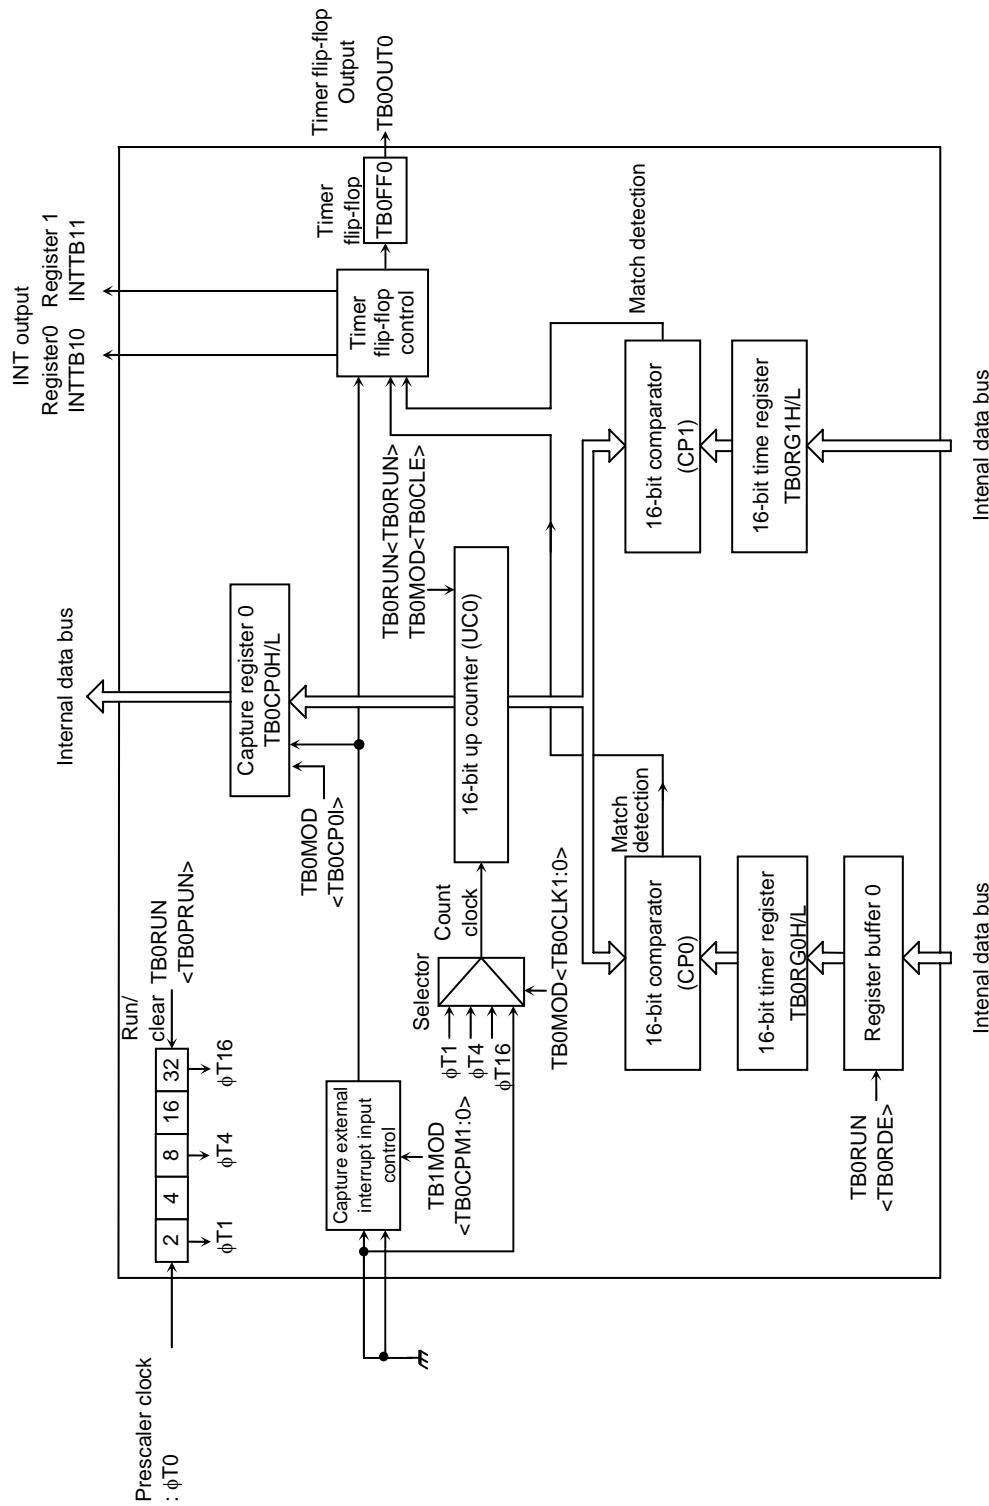 Prescaler clock
: ϕT0
2 4 8 16 32
ϕT1
ϕT4
ϕT16
Run/
clear
TB0RUN
<TB0PRUN>
Internal data bus
Capture register 0
TB0CP0H/L
TB0MOD
<TB0CP0I>
INT output
Register0
INTTB10
Register 1
INTTB11
Timer flip-flop
Output
TB0OUT0
Timer
flip-flop
TB0FF0
Timer
flip-flop
control
Capture external
interrupt input
control
TB1MOD
<TB0CPM1:0>
Selector
ϕT1
ϕT4
ϕT16
Count
clock
TB0MOD<TB0CLK1:0>
16-bit up counter (UC0)
TB0RUN<TB0RUN>
TB0MOD<TB0CLE>
Match
detection
Match detection
16-bit comparator
(CP0)
16-bit timer register
TB0RG0H/L
Register buffer 0
TB0RUN
<TB0RDE>
Intenal data bus
16-bit comparator
(CP1)
16-bit time register
TB0RG1H/L
Intenal data bus